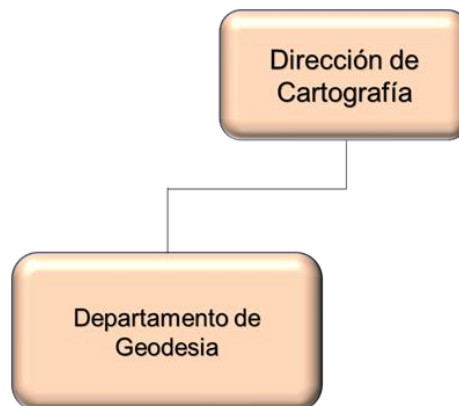 Dirección de
Cartografía
Departamento de
Geodesia